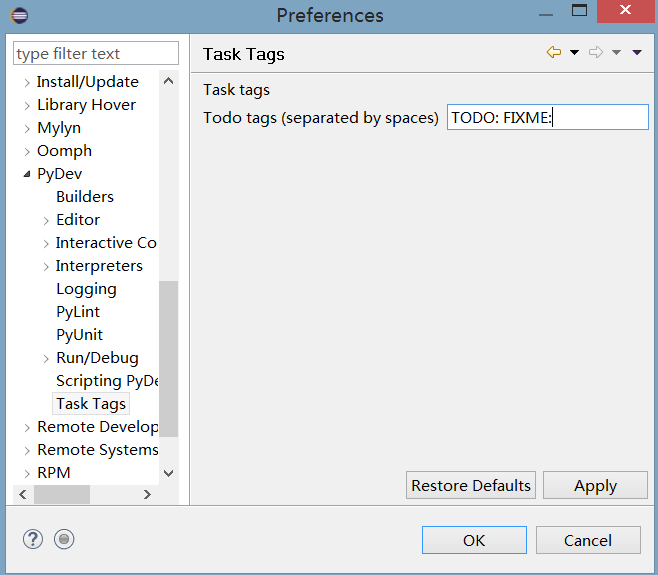 Preferences
type filter text
Install/Update
Library Hover
Mylyn
Oomph
PyDev
Builders
Editor
Interactive Co
Interpreters
Logging
PyLint
PyUnit
Run/Debug
Scripting PyDe
Task Tags
Remote Develop
Remote Systems
RPM
Task Tags
Task tags
Todo tags (separated by spaces) TODO: FIXME:
Restore Defaults Apply
OK Cancel